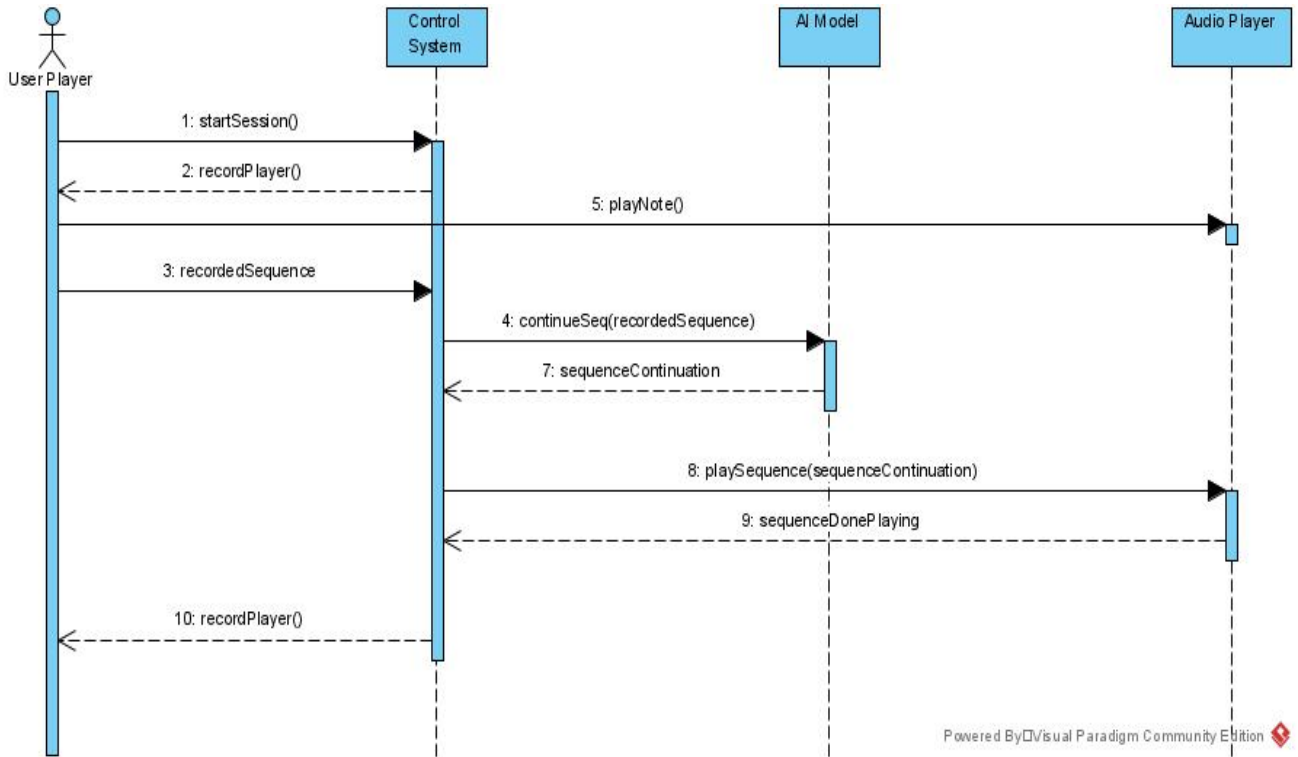 Control
System
AI Model
Audio Player
User Player
1: startSession()
2: recordPlayer()
5: playNote()
3: recordedSequence
4: continueSeq(recordedSequence)
7: sequenceContinuation
8: playSequence(sequenceContinuation)
9: sequenceDonePlaying
10: recordPlayer()
Powered By□Visual Paradigm Community Edition